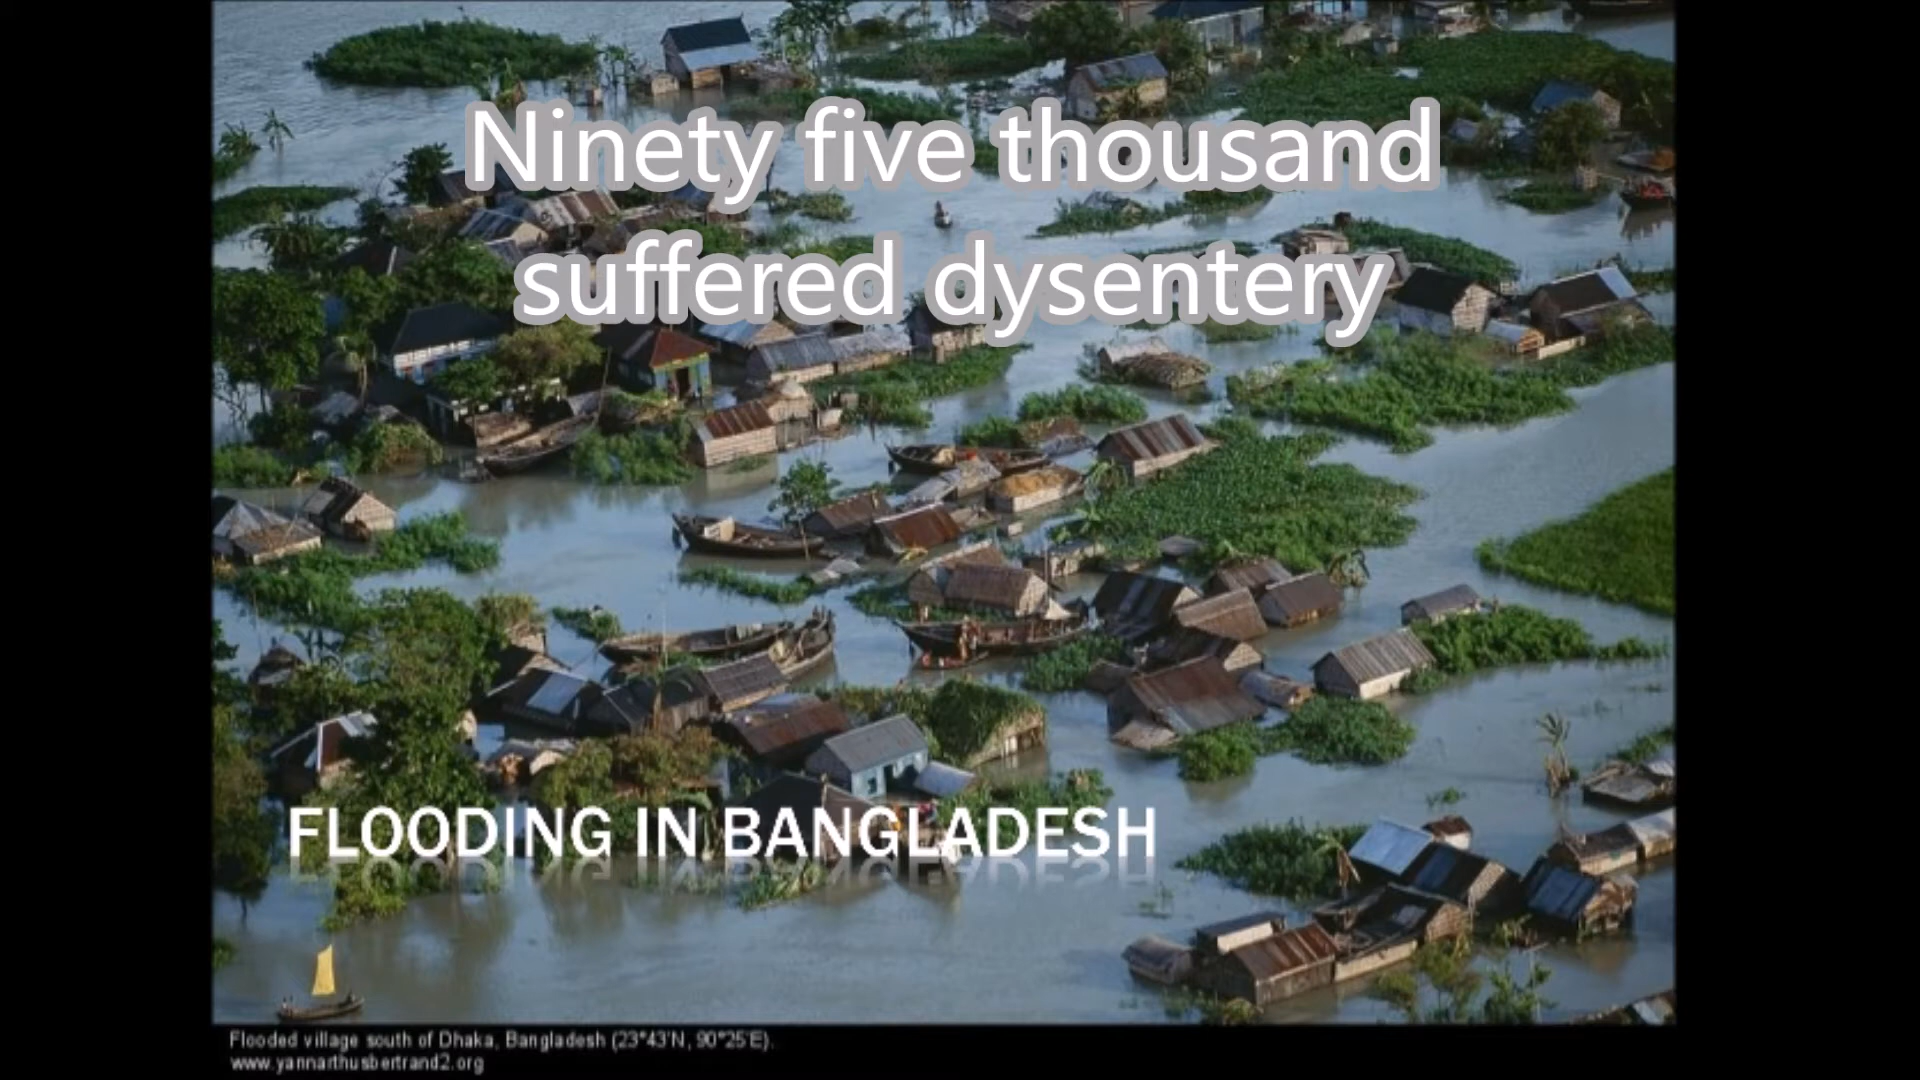 Ninety five thousand
suffered dysentery
FLOODING IN BANGLADESH
Flooded village south of Dhaka, Bangladesh (23°43'N, 90°25'E).
www.yannarthusbertrand2.org